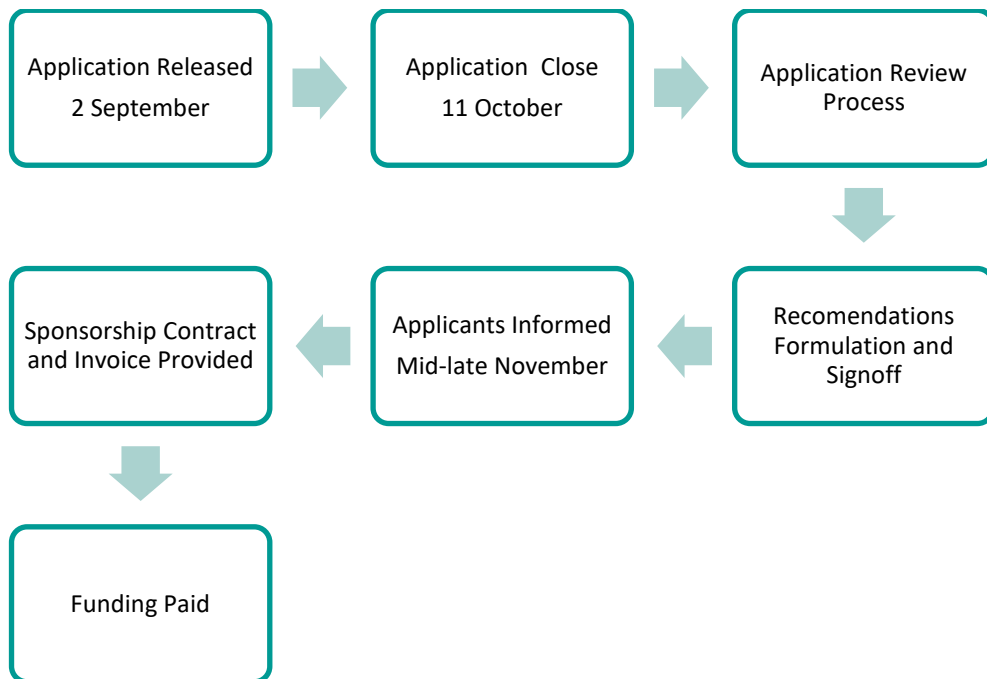 Application Released
2 September
Application Close
11 October
Application Review
Process
Recomendations
Formulation and
Signoff
Applicants Informed
Mid-late November
Sponsorship Contract
and Invoice Provided
Funding Paid